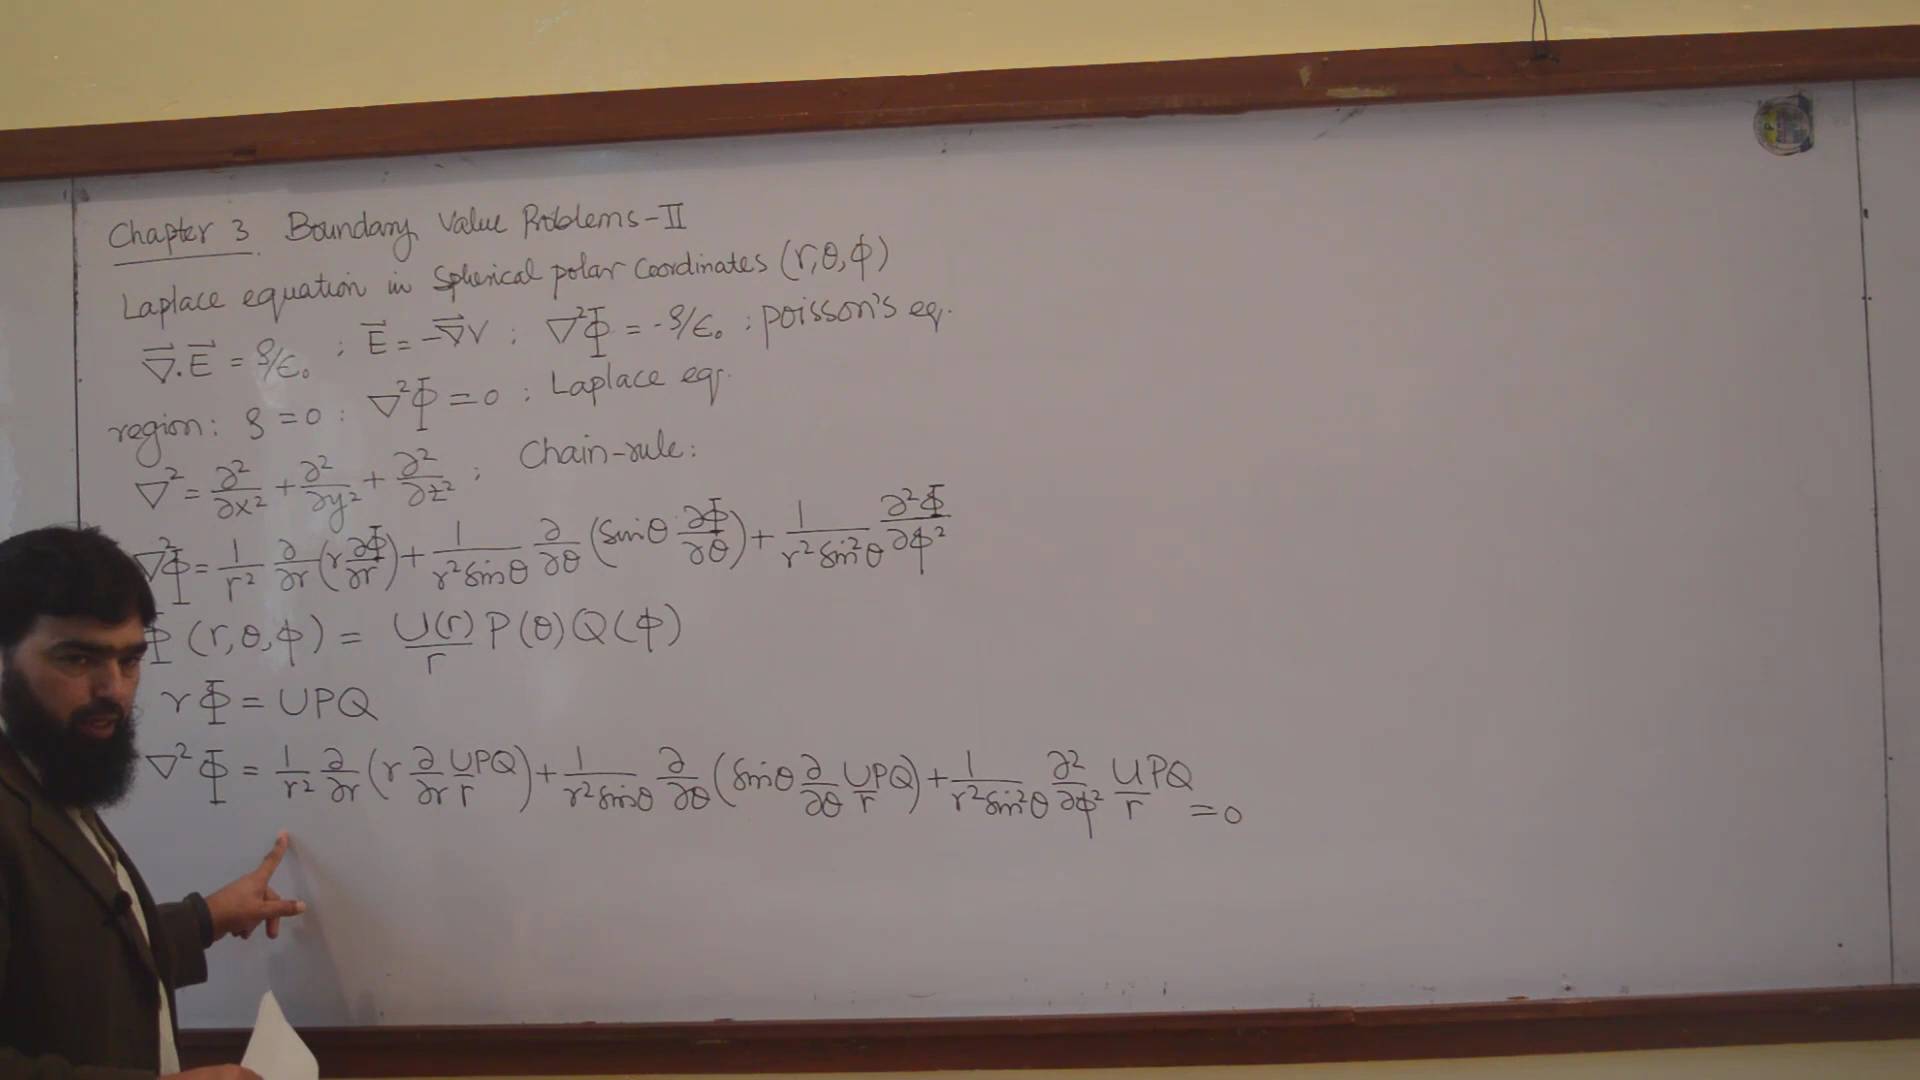 Chapter 3 Boundary Value Problems-II
Laplace equation in Spherical polar Coordinates (r,θ,ϕ)
∇⃗.E⃗ = ρ/ϵ₀ ; E⃗ = -∇⃗V ; ∇²Φ = -ρ/ϵ₀ ; poisson's eq.
region: ρ = 0 : ∇²Φ = 0 ; Laplace eq.
∇² = ∂²/∂x² + ∂²/∂y² + ∂²/∂z² ; Chain-rule:
∇²Φ = 1/r² ∂/∂r (r ∂Φ/∂r) + 1/r² sinθ ∂/∂θ (sinθ ∂Φ/∂θ) + 1/r² sin²θ ∂²Φ/∂ϕ²
Φ (r,θ,ϕ) = U(r)/r P(θ) Q(ϕ)
rΦ = UPQ
∇²Φ = 1/r² ∂/∂r (r ∂/∂r U/r PQ) + 1/r² sinθ ∂/∂θ (sinθ ∂/∂θ U/r PQ) + 1/r² sin²θ ∂²/∂ϕ² U/r PQ = 0